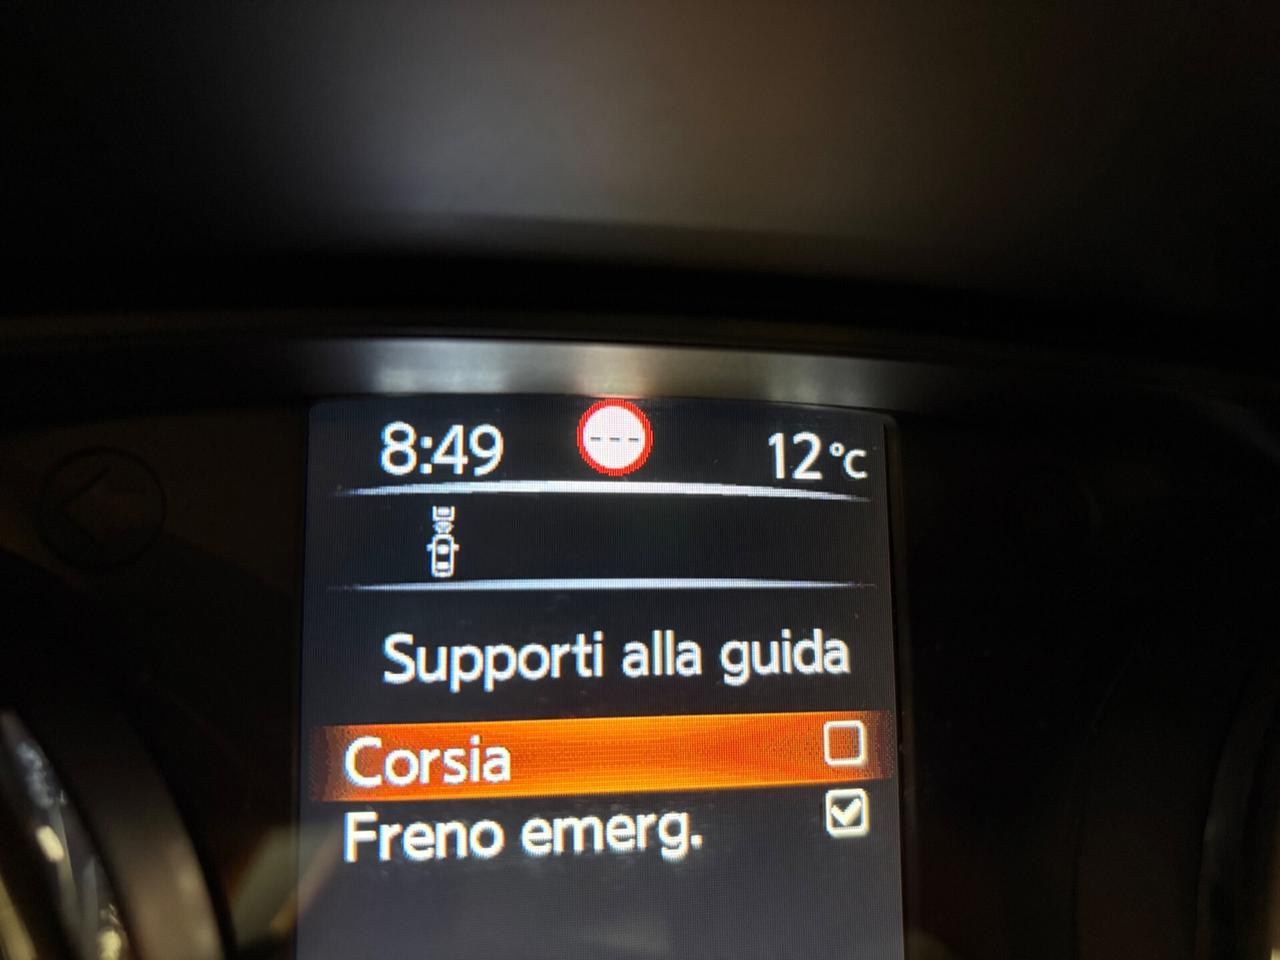 8:49 --- 12°C
Supporti alla guida
Corsia
Freno emerg.